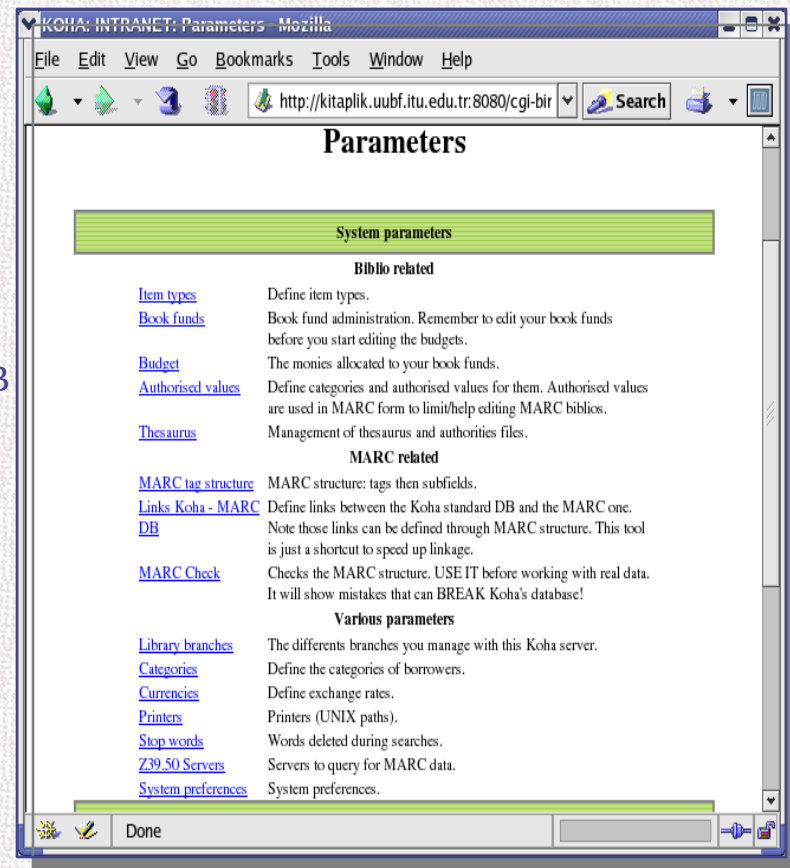 KOHA: INTRANET: Parameters - Mozilla
File Edit View Go Bookmarks Tools Window Help
http://kitaplik.uubf.itu.edu.tr:8080/cgi-bir Search
Parameters
System parameters
Biblio related
Item types Define item types.
Book funds Book fund administration. Remember to edit your book funds
before you start editing the budgets.
Budget The monies allocated to your book funds.
B
Authorised values Define categories and authorised values for them. Authorised values
are used in MARC form to limit/help editing MARC biblios.
Thesaurus Management of thesaurus and authorities files.
MARC related
MARC tag structure MARC structure: tags then subfields.
Links Koha - MARC Define links between the Koha standard DB and the MARC one.
DB Note those links can be defined through MARC structure. This tool
is just a shortcut to speed up linkage.
MARC Check Checks the MARC structure. USE IT before working with real data.
It will show mistakes that can BREAK Koha's database!
Various parameters
Library branches The differents branches you manage with this Koha server.
Categories Define the categories of borrowers.
Currencies Define exchange rates.
Printers Printers (UNIX paths).
Stop words Words deleted during searches.
Z39.50 Servers Servers to query for MARC data.
System preferences System preferences.
Done